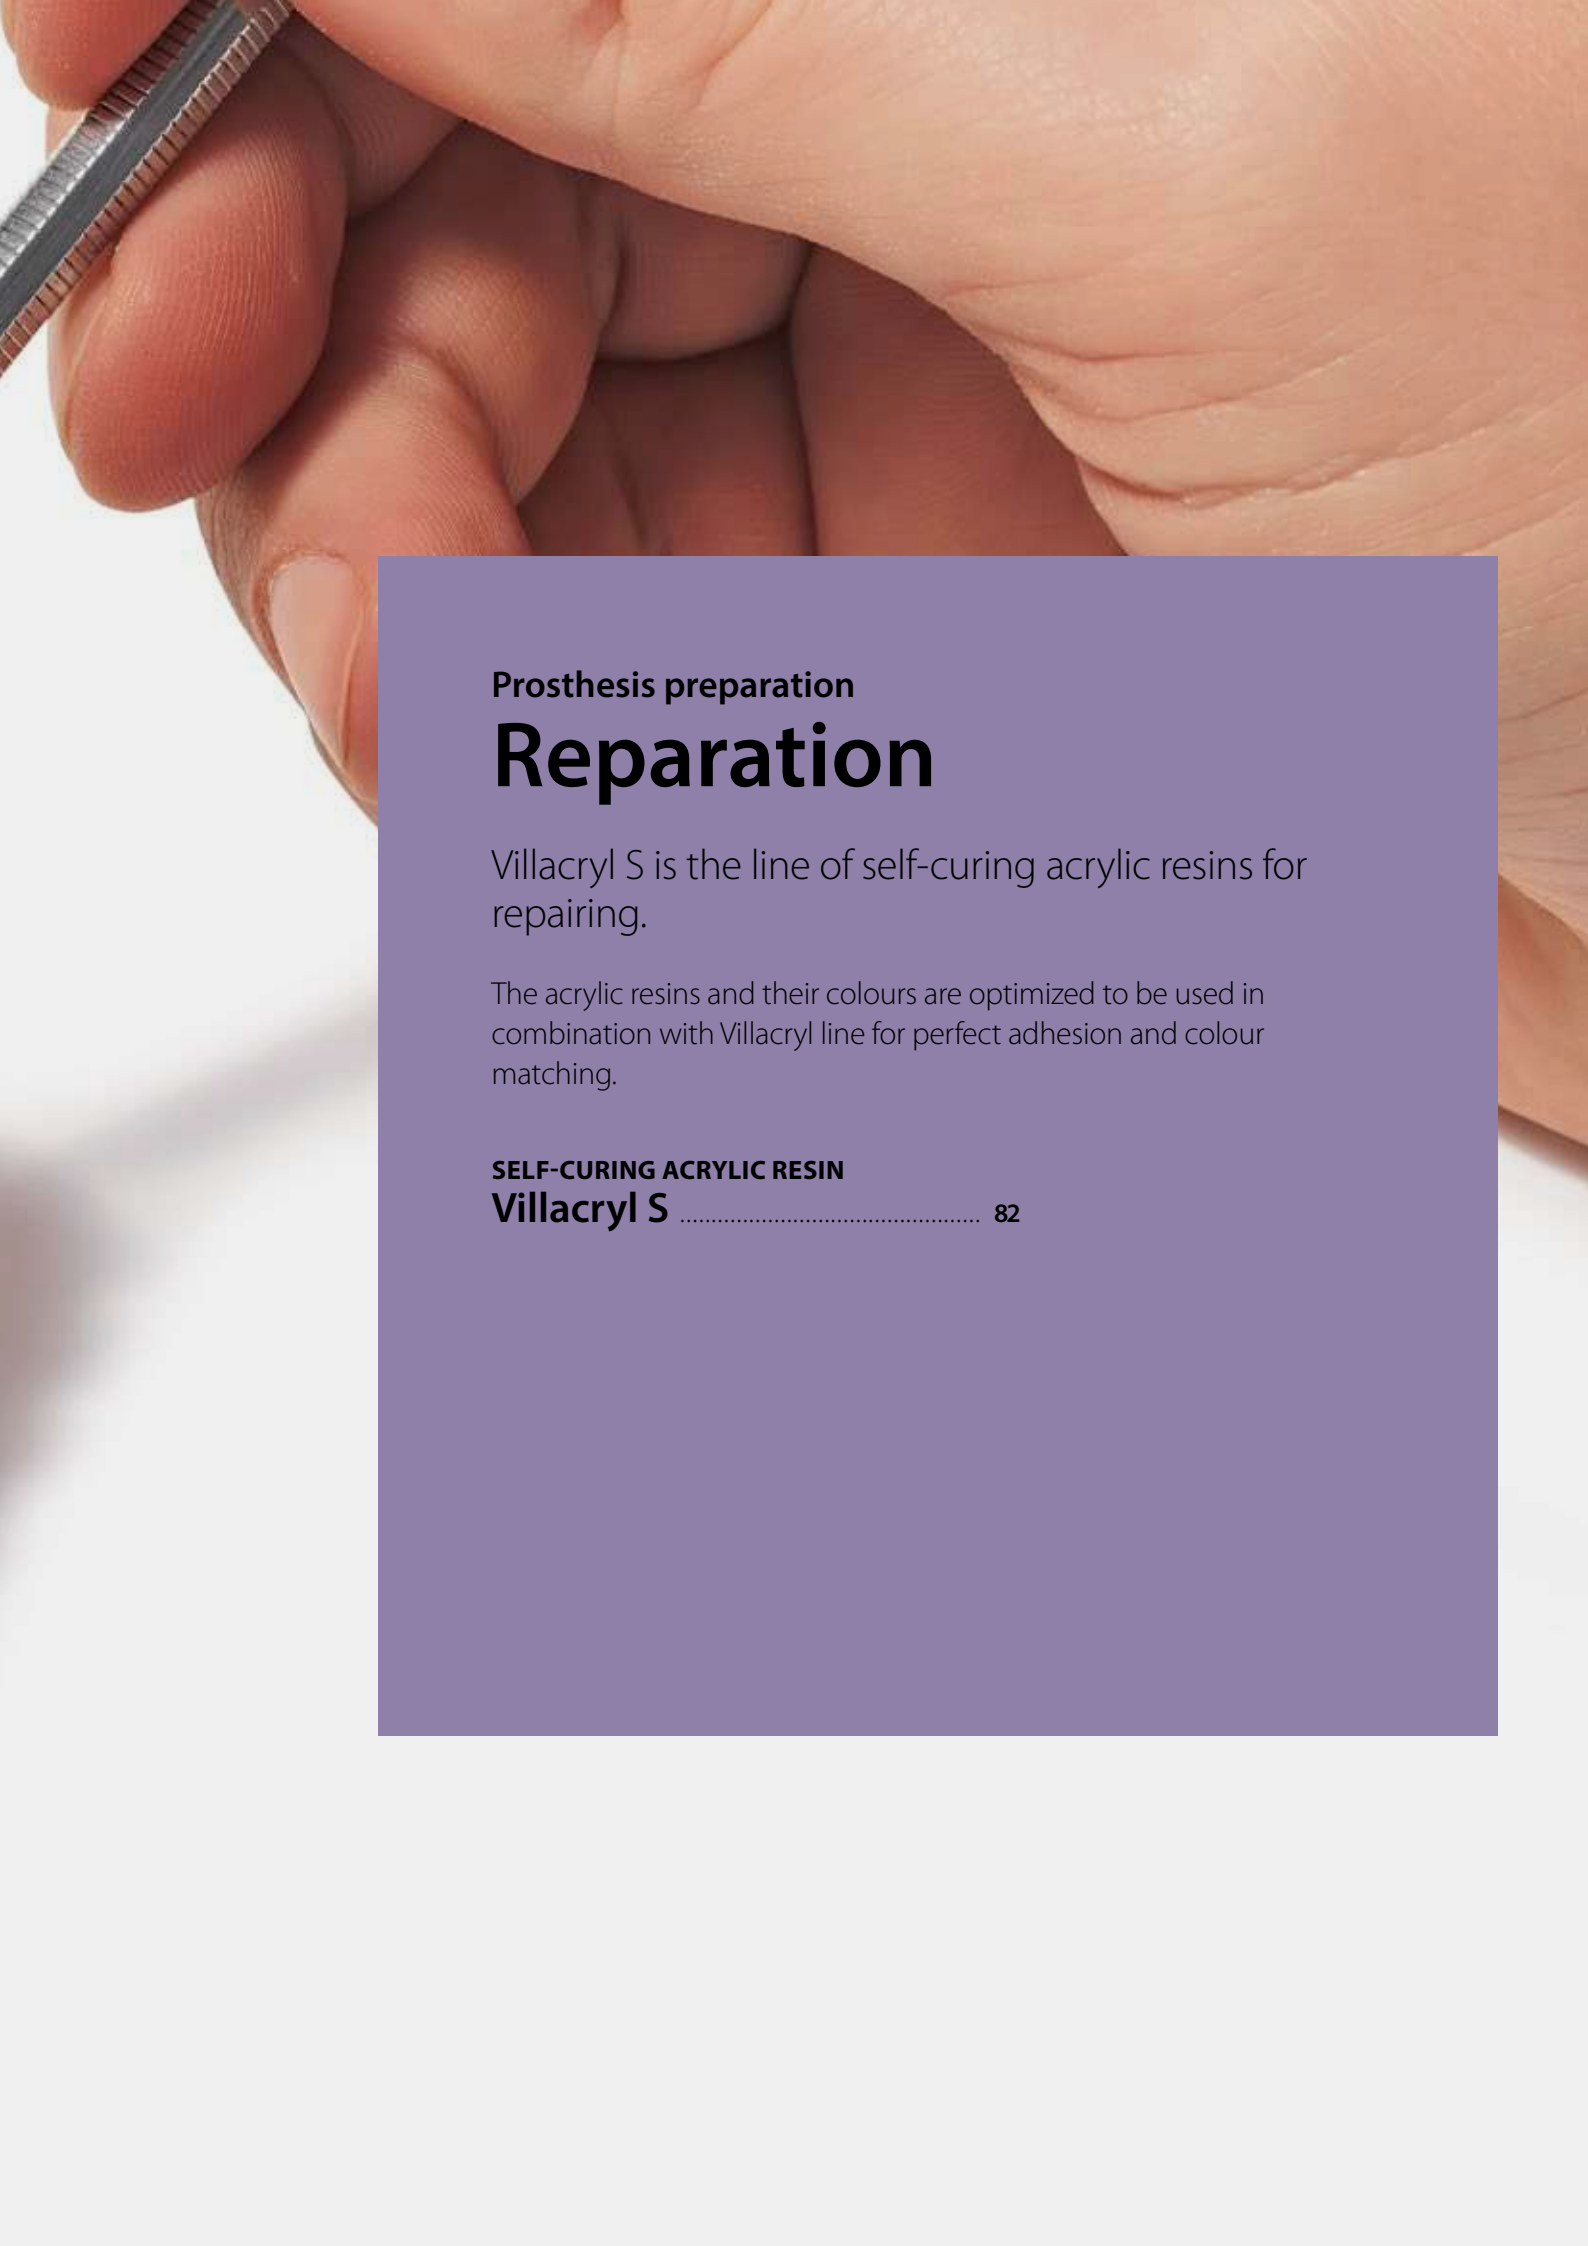 Prosthesis preparation
Reparation
Villacryl S is the line of self-curing acrylic resins for
repairing.
The acrylic resins and their colours are optimized to be used in
combination with Villacryl line for perfect adhesion and colour
matching.
SELF-CURING ACRYLIC RESIN
Villacryl S ................................................ 82